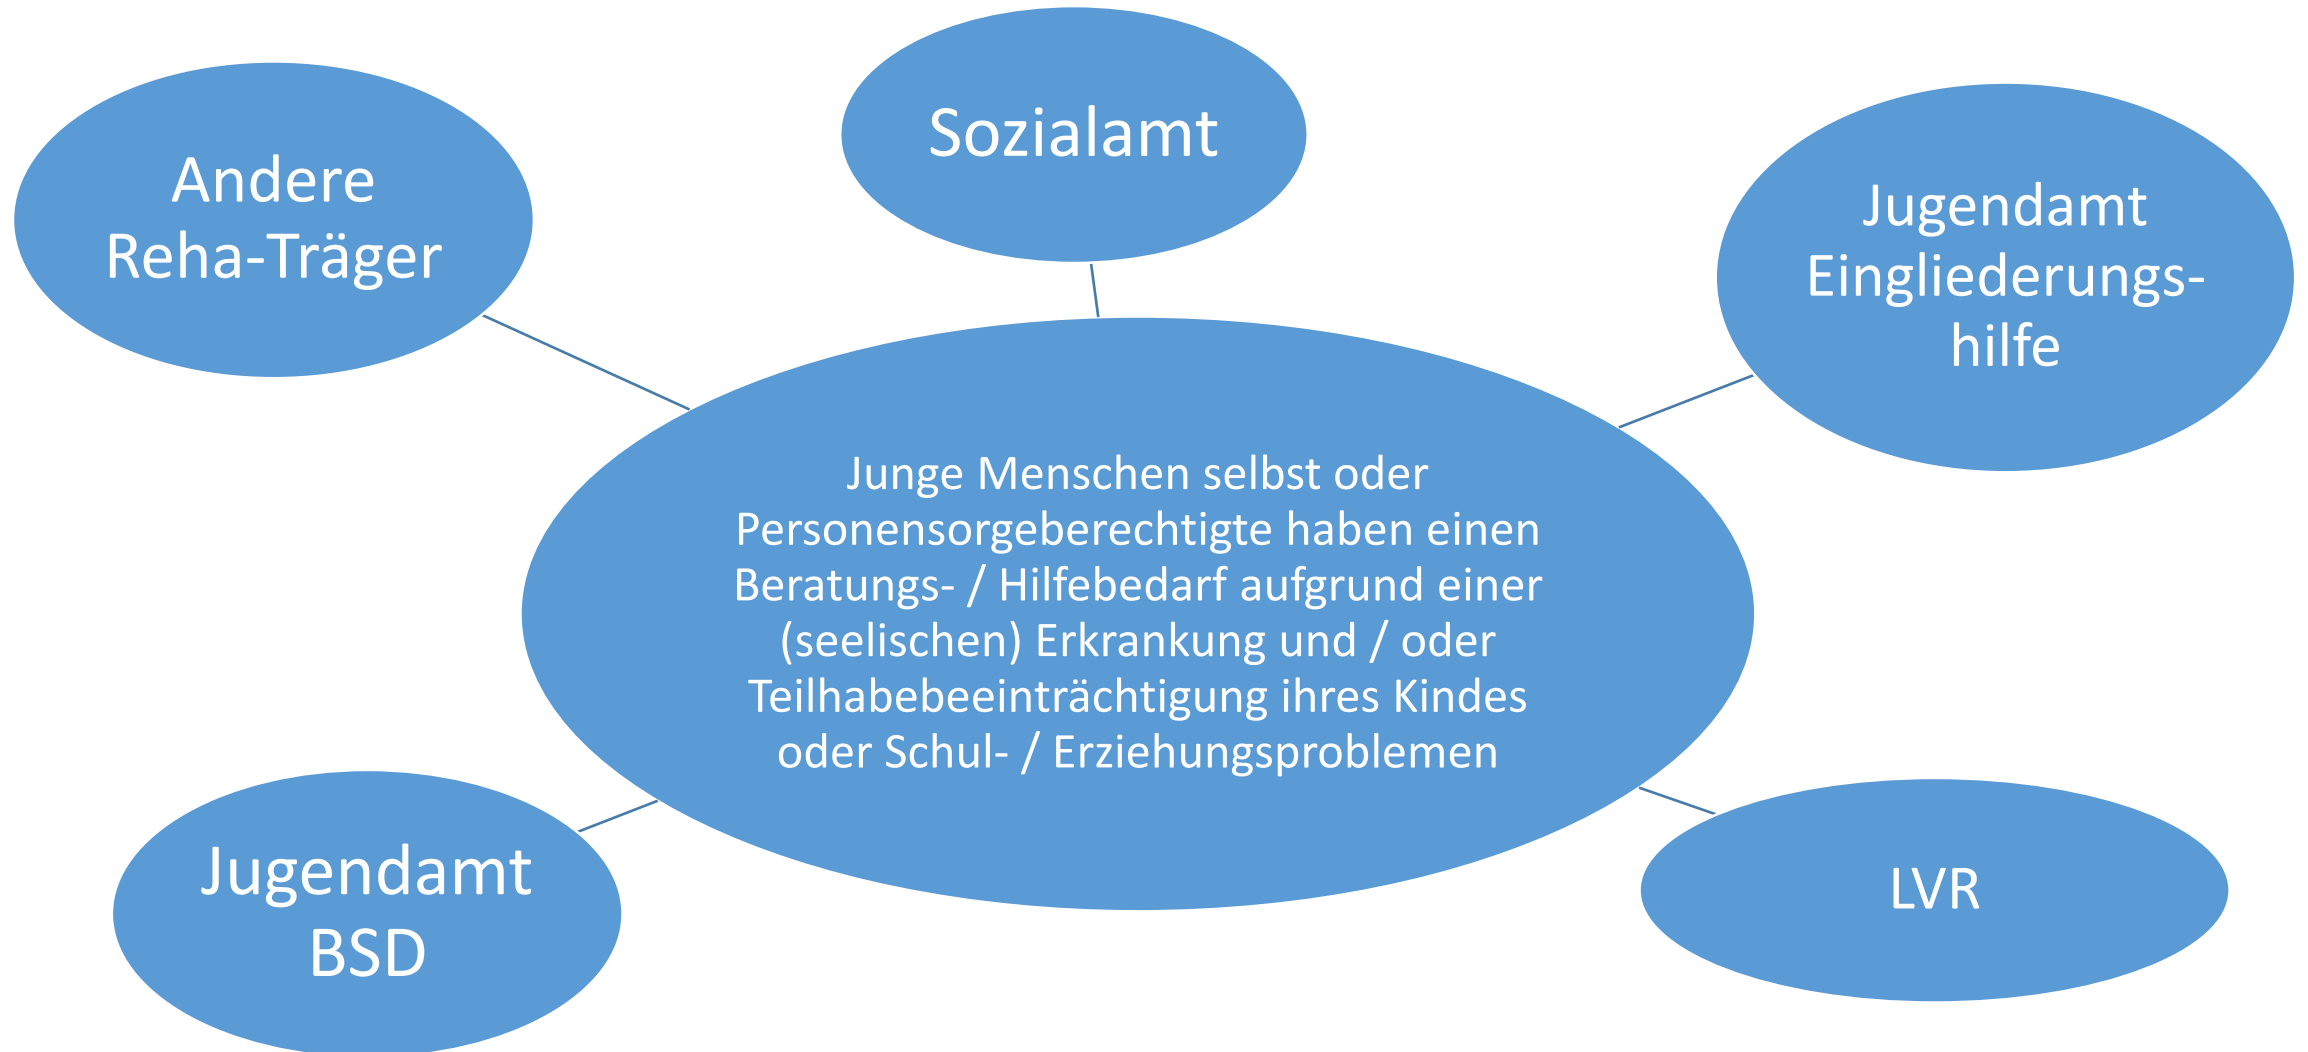 Sozialamt
Andere
Reha-Träger
Jugendamt
Eingliederungs-
hilfe
Junge Menschen selbst oder
Personensorgeberechtigte haben einen
Beratungs- / Hilfebedarf aufgrund einer
(seelischen) Erkrankung und / oder
Teilhabebeeinträchtigung ihres Kindes
oder Schul- / Erziehungsproblemen
Jugendamt
BSD
LVR